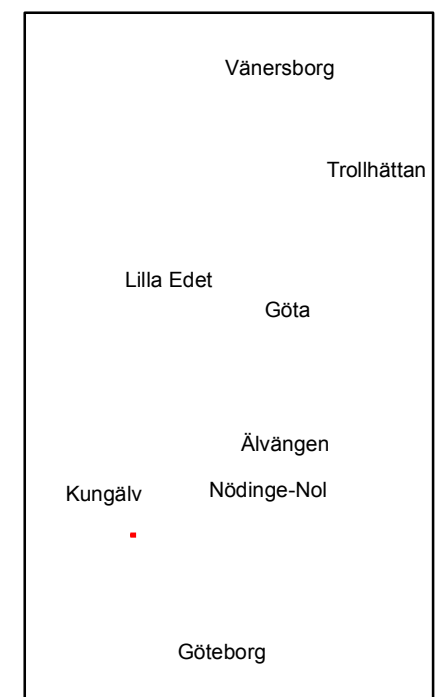 Vänersborg
Trollhättan
Lilla Edet
Göta
Älvängen
Nödinge-Nol
Kungälv
Göteborg